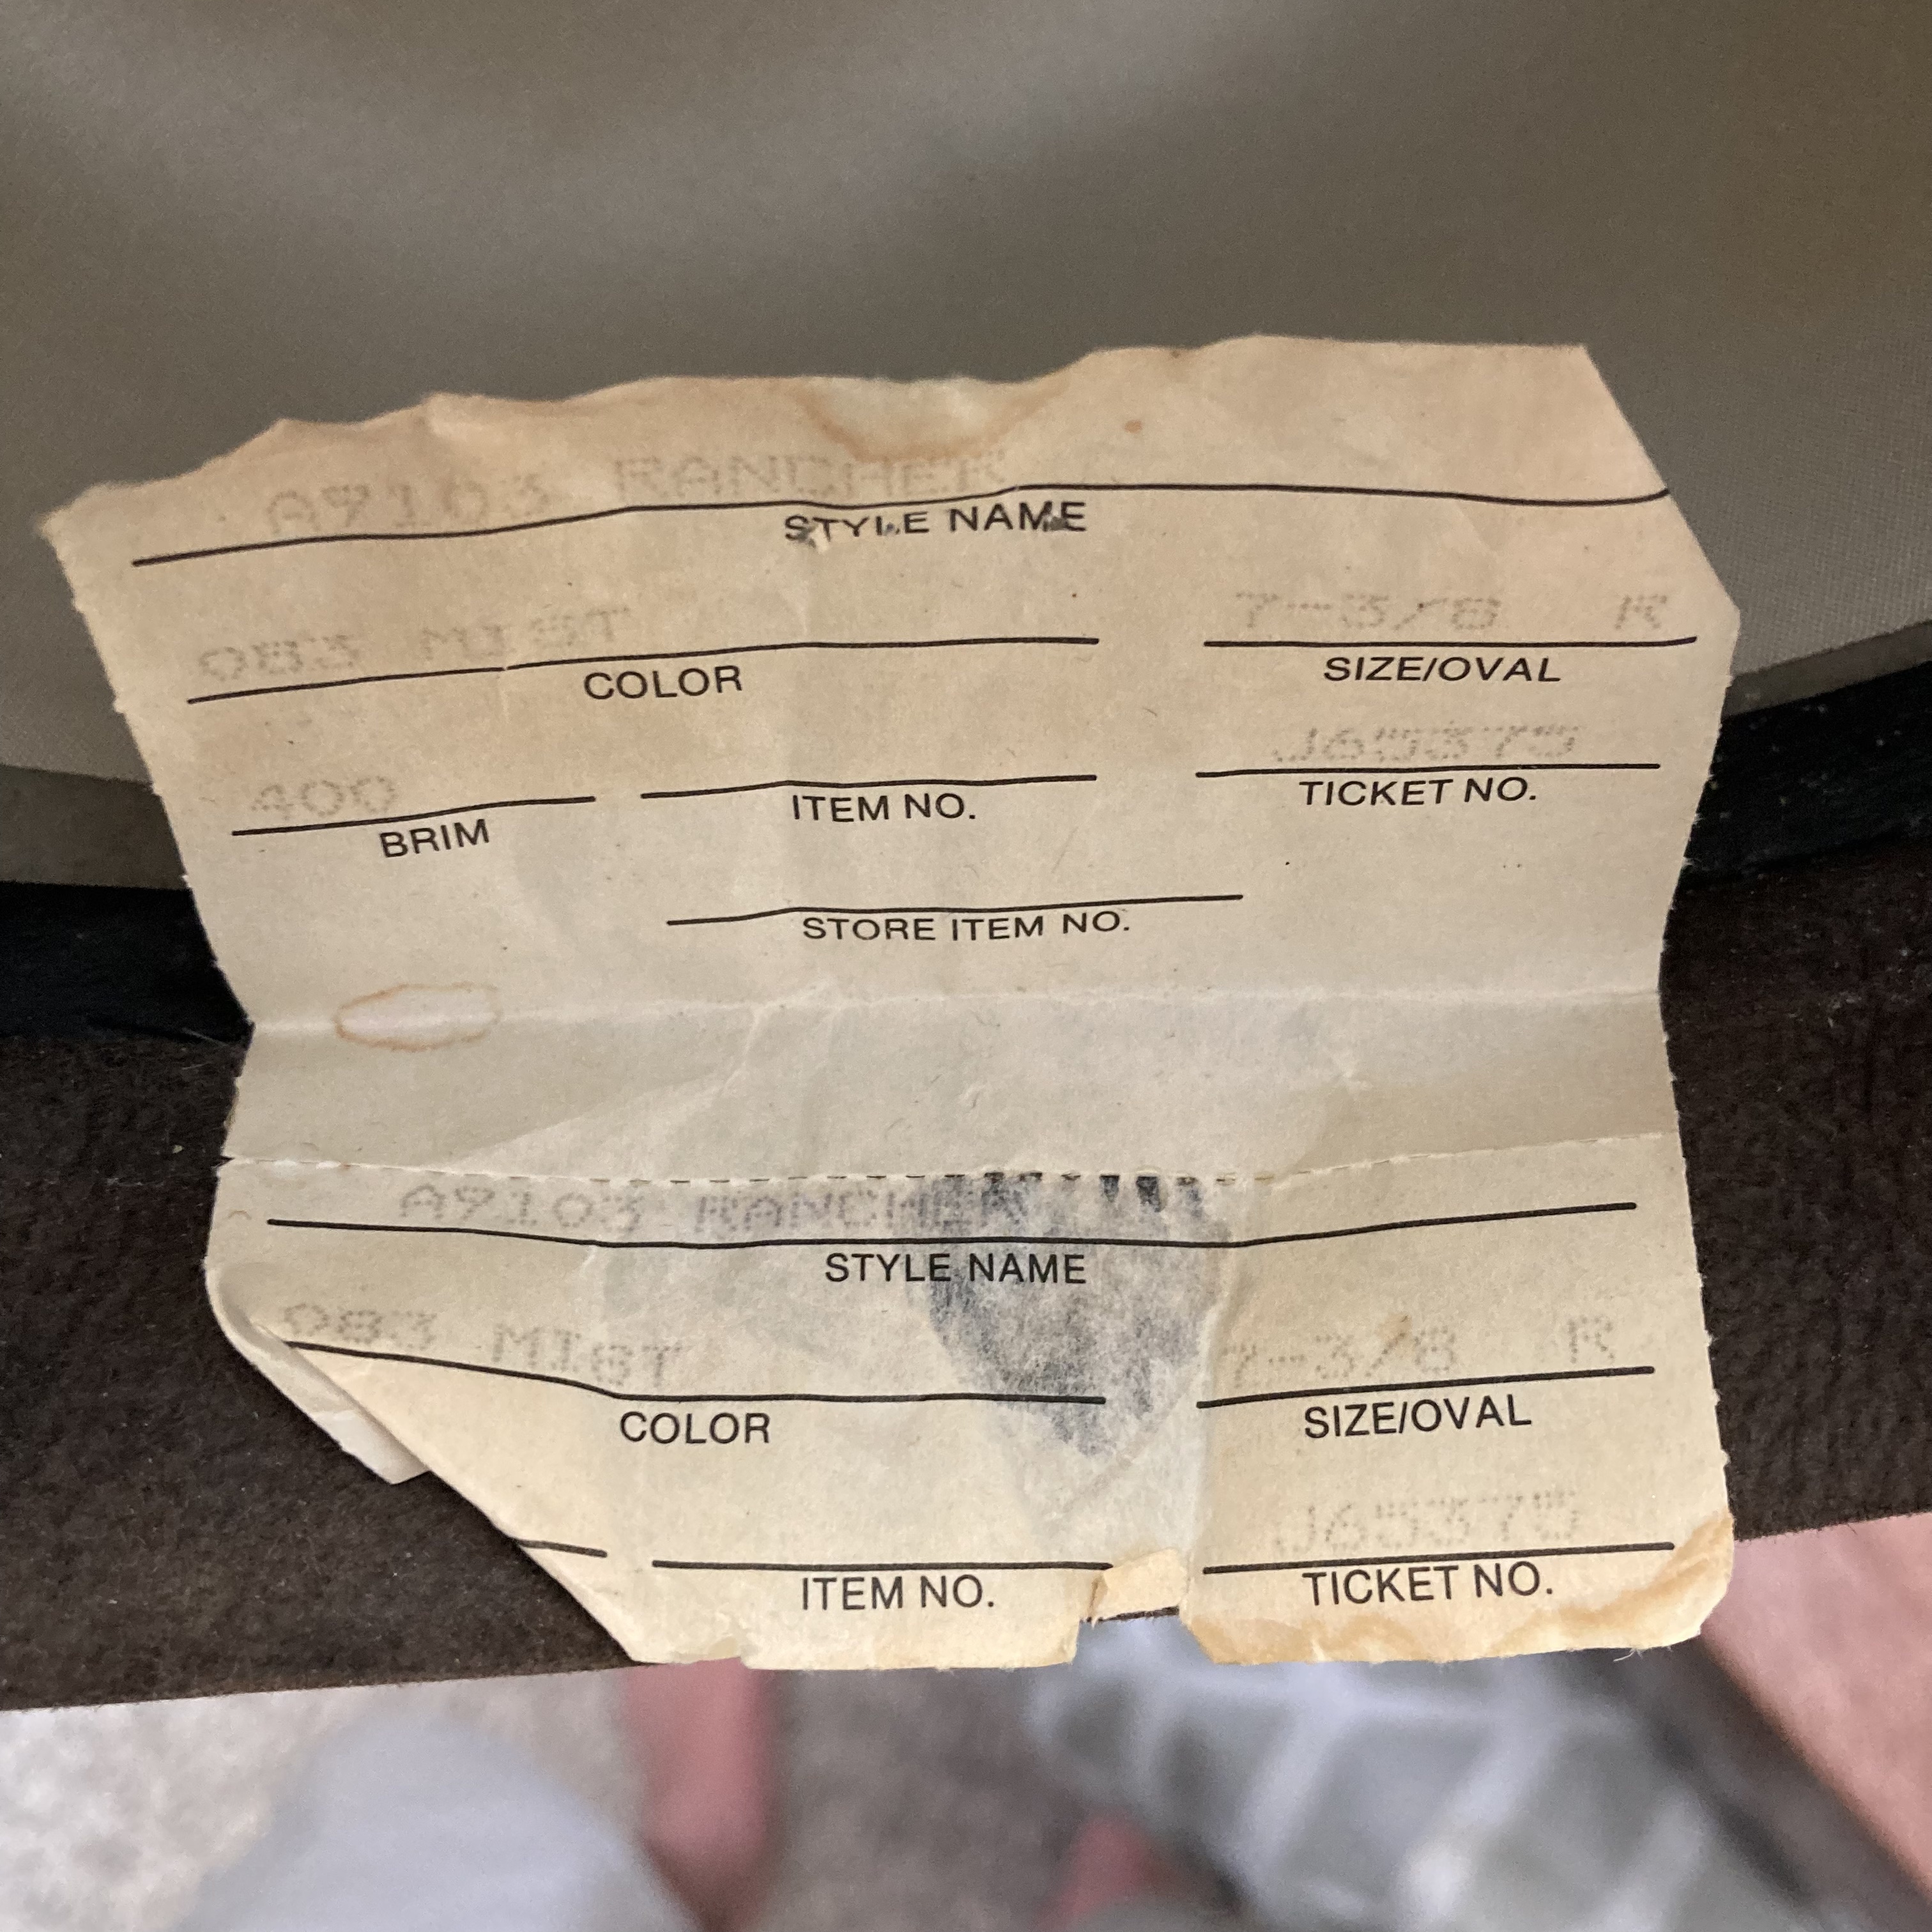 A9103 RANCHER
STYLE NAME
083 MIST 7-3/8 R
COLOR SIZE/OVAL
400 J65375
BRIM ITEM NO. TICKET NO.
STORE ITEM NO.
A9103 RANCHER
STYLE NAME
083 MIST 7-3/8 R
COLOR SIZE/OVAL
J65375
ITEM NO. TICKET NO.